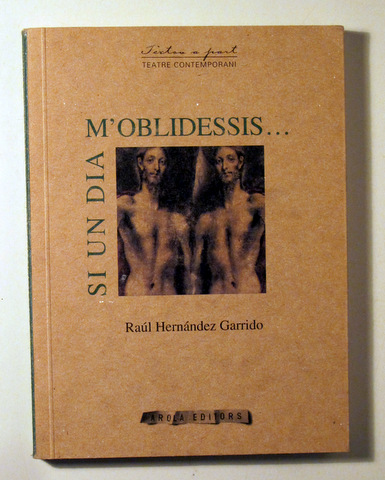 Textos a part
TEATRE CONTEMPORANI
SI UN DIA
M'OBLIDESSIS...
Raúl Hernández Garrido
AROLA EDITORS